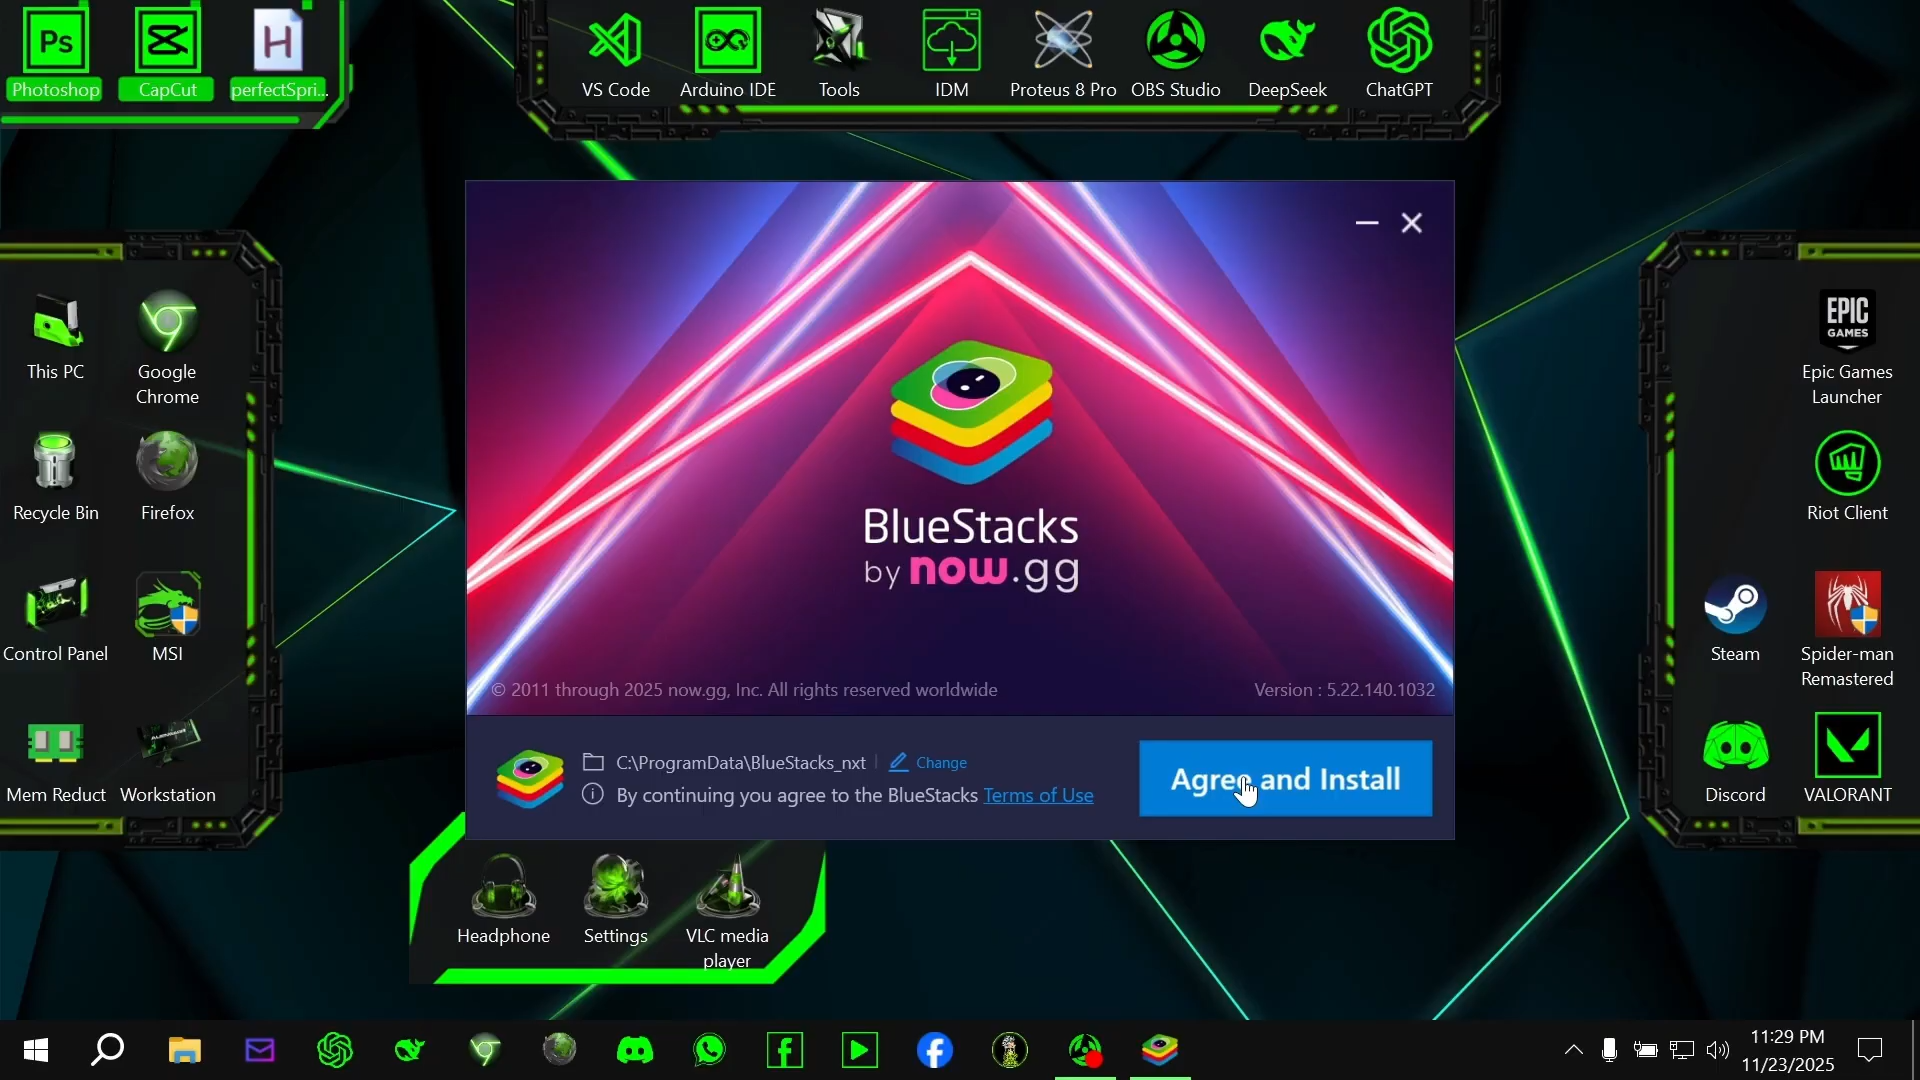 Ps
H
Photoshop
CapCut
perfectSpri...
VS Code
Arduino IDE
Tools
IDM
Proteus 8 Pro
OBS Studio
DeepSeek
ChatGPT
This PC
Google
Chrome
Recycle Bin
Firefox
Control Panel
MSI
Mem Reduct
Workstation
BlueStacks
by now.gg
© 2011 through 2025 now.gg, Inc. All rights reserved worldwide
Version : 5.22.140.1032
C:\ProgramData\BlueStacks_nxt
Change
By continuing you agree to the BlueStacks Terms of Use
Agree and Install
EPIC
GAMES
Epic Games
Launcher
Riot Client
Steam
Spider-man
Remastered
Discord
VALORANT
Headphone
Settings
VLC media
player
11:29 PM
11/23/2025